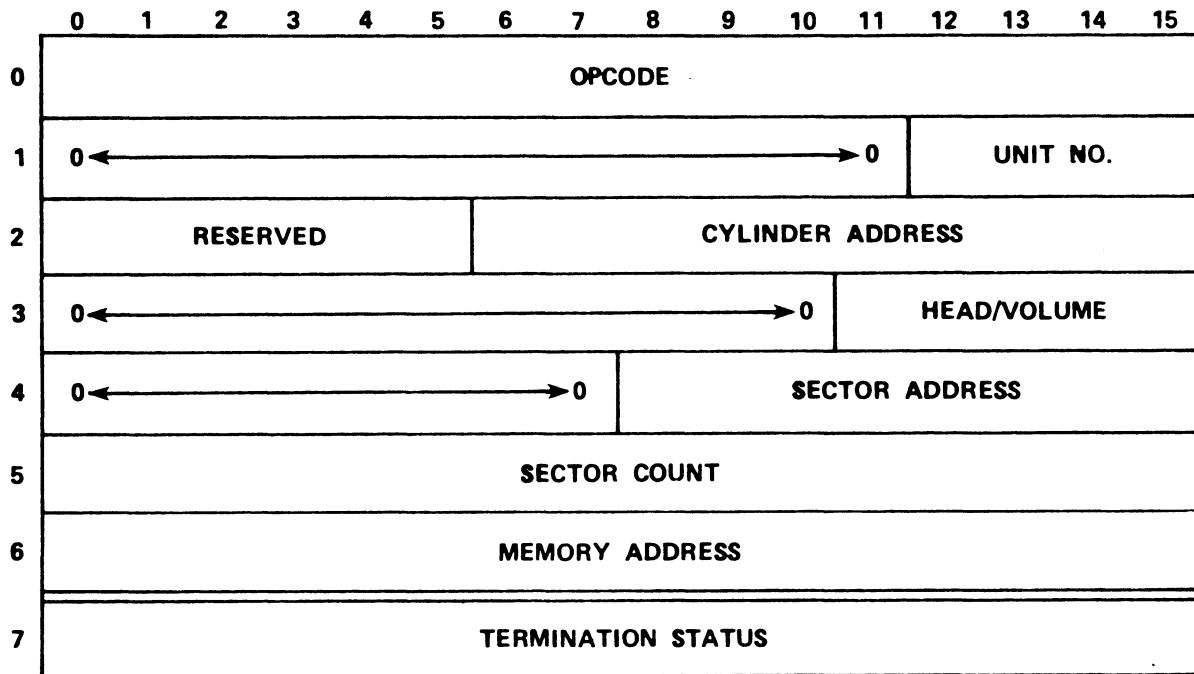 0 1 2 3 4 5 6 7 8 9 10 11 12 13 14 15
0 OPCODE
1 0 0 UNIT NO.
2 RESERVED CYLINDER ADDRESS
3 0 0 HEAD/VOLUME
4 0 0 SECTOR ADDRESS
5 SECTOR COUNT
6 MEMORY ADDRESS
7 TERMINATION STATUS